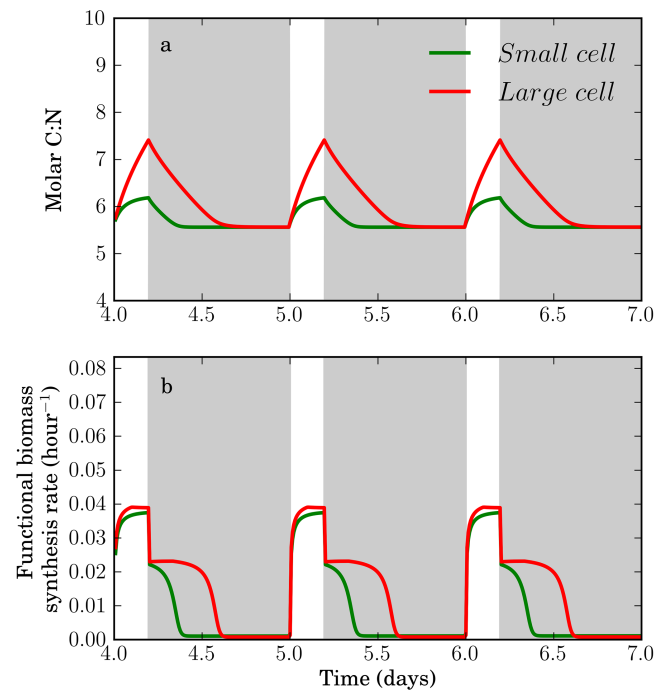 10
9
8
7
6
5
4
Molar C:N
a
Small cell
Large cell
4.0 4.5 5.0 5.5 6.0 6.5 7.0
0.08
0.07
0.06
0.05
0.04
0.03
0.02
0.01
0.00
Functional biomass
synthesis rate (hour⁻¹)
b
4.0 4.5 5.0 5.5 6.0 6.5 7.0
Time (days)